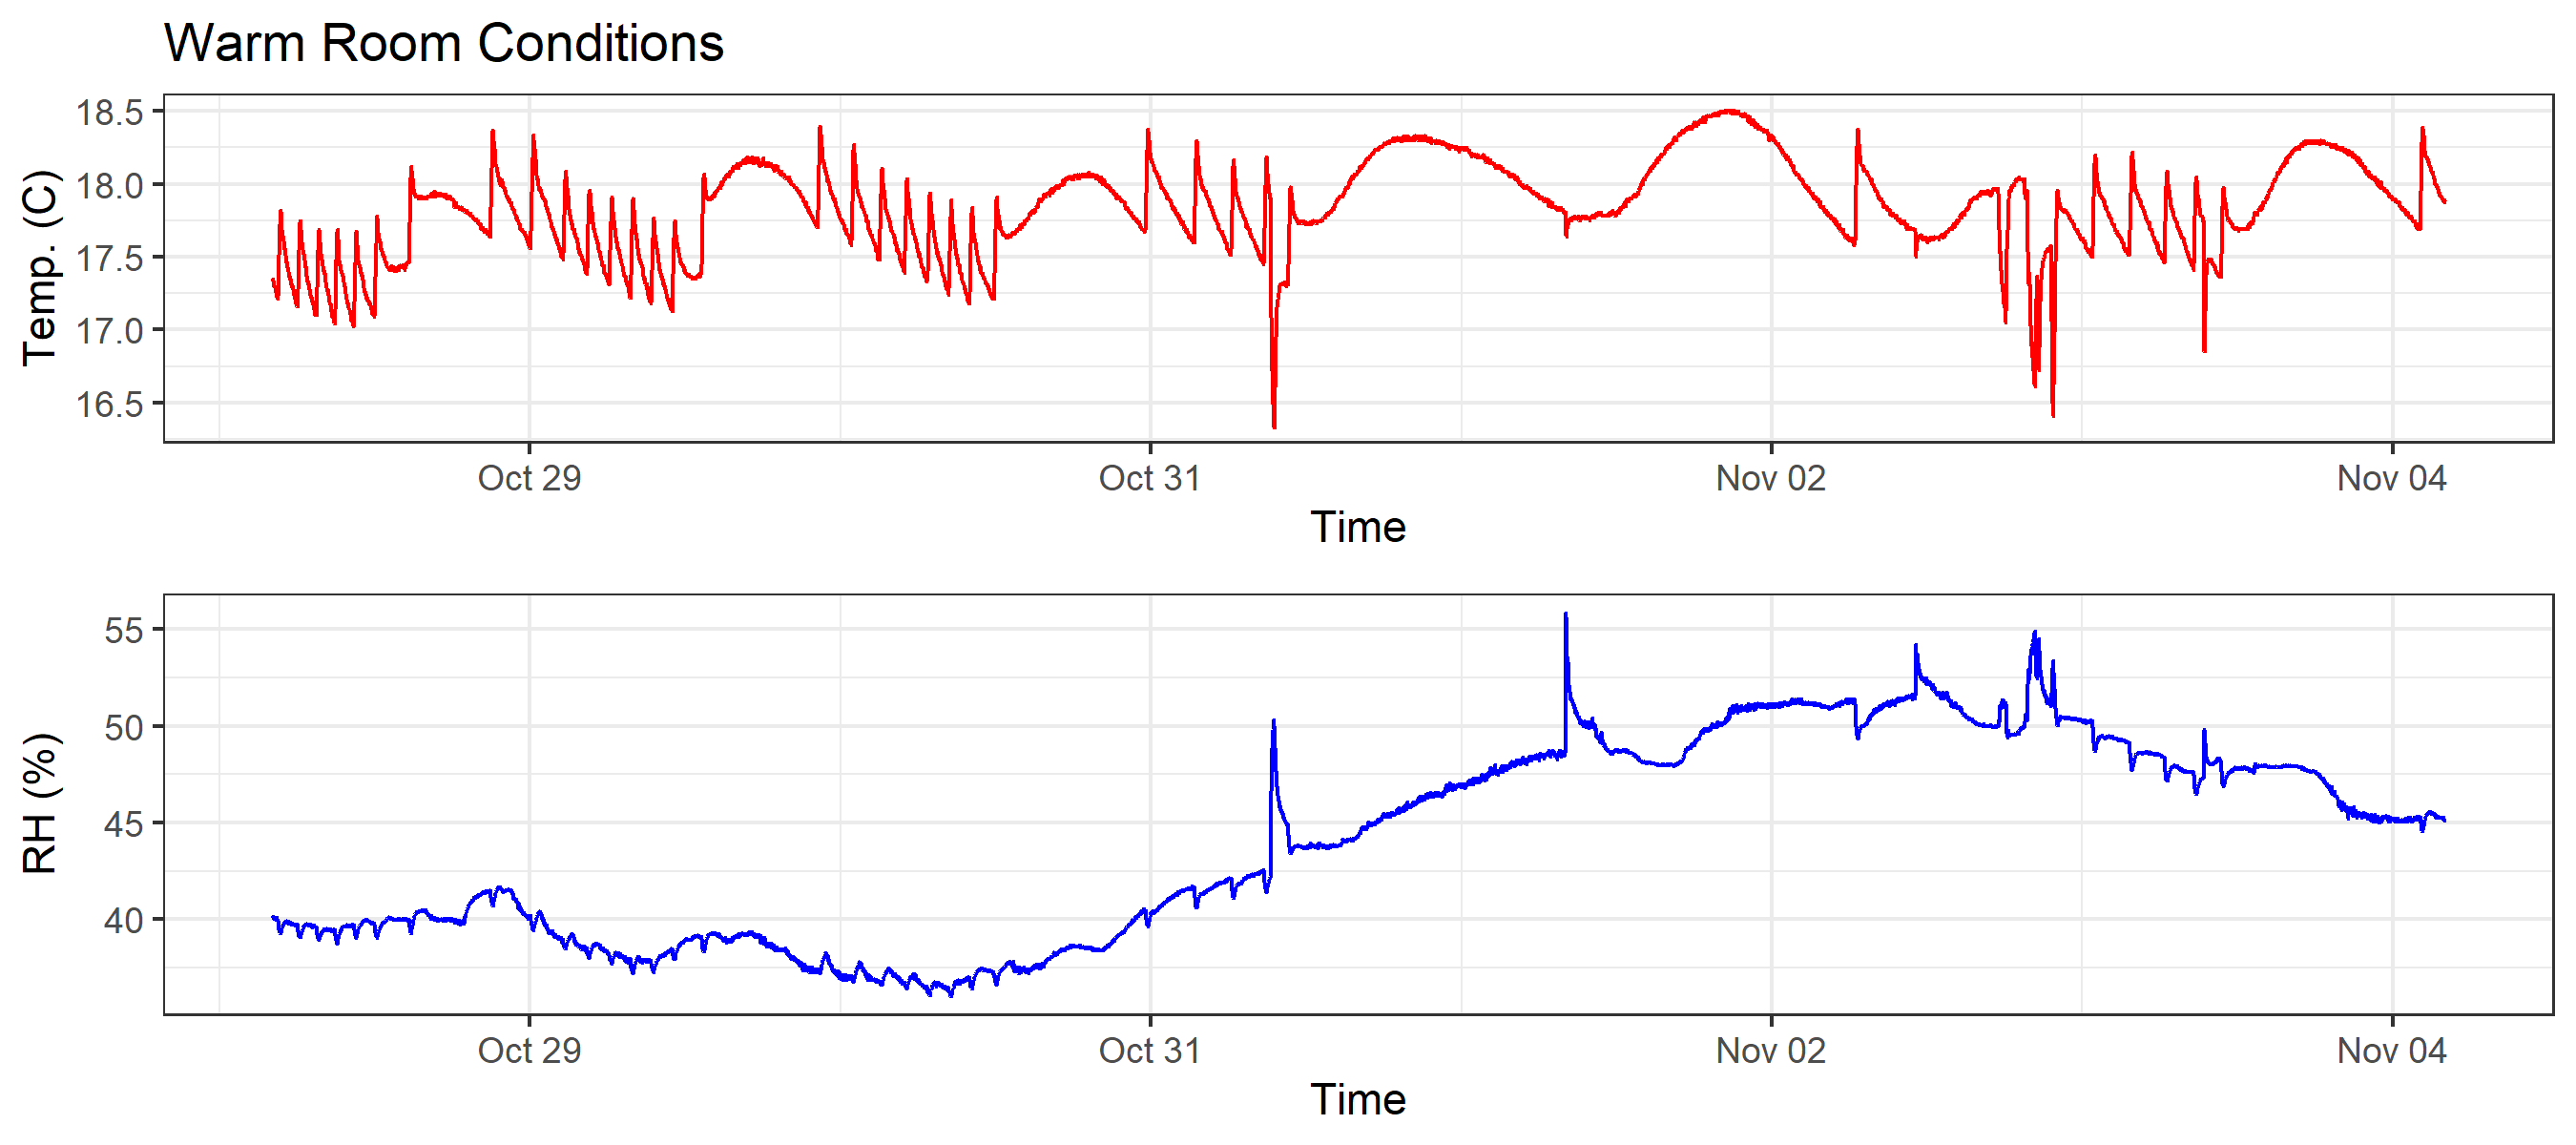 Warm Room Conditions
Temp. (C)
18.5
18.0
17.5
17.0
16.5
Oct 29 Oct 31 Nov 02 Nov 04
Time
RH (%)
55
50
45
40
Oct 29 Oct 31 Nov 02 Nov 04
Time